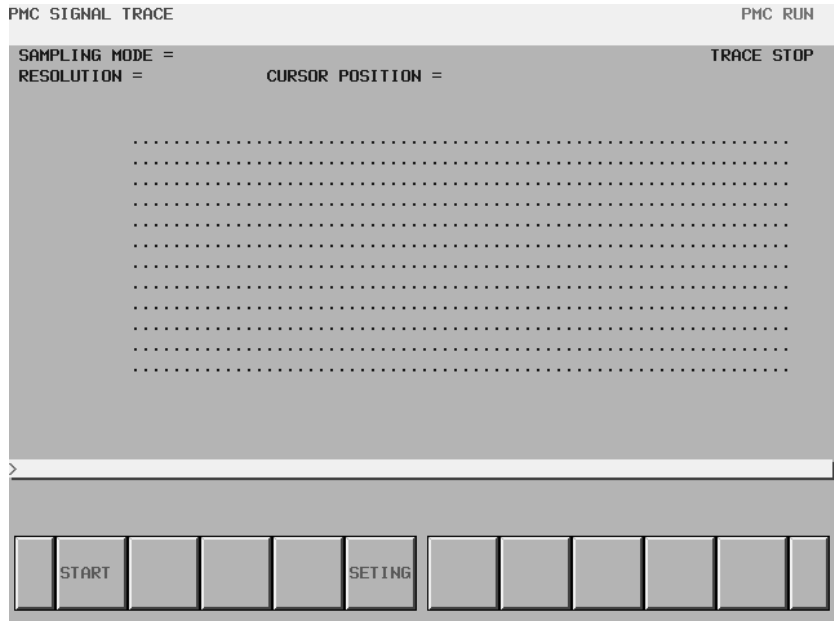 PMC SIGNAL TRACE PMC RUN
SAMPLING MODE = TRACE STOP
RESOLUTION = CURSOR POSITION =
>
START SETING